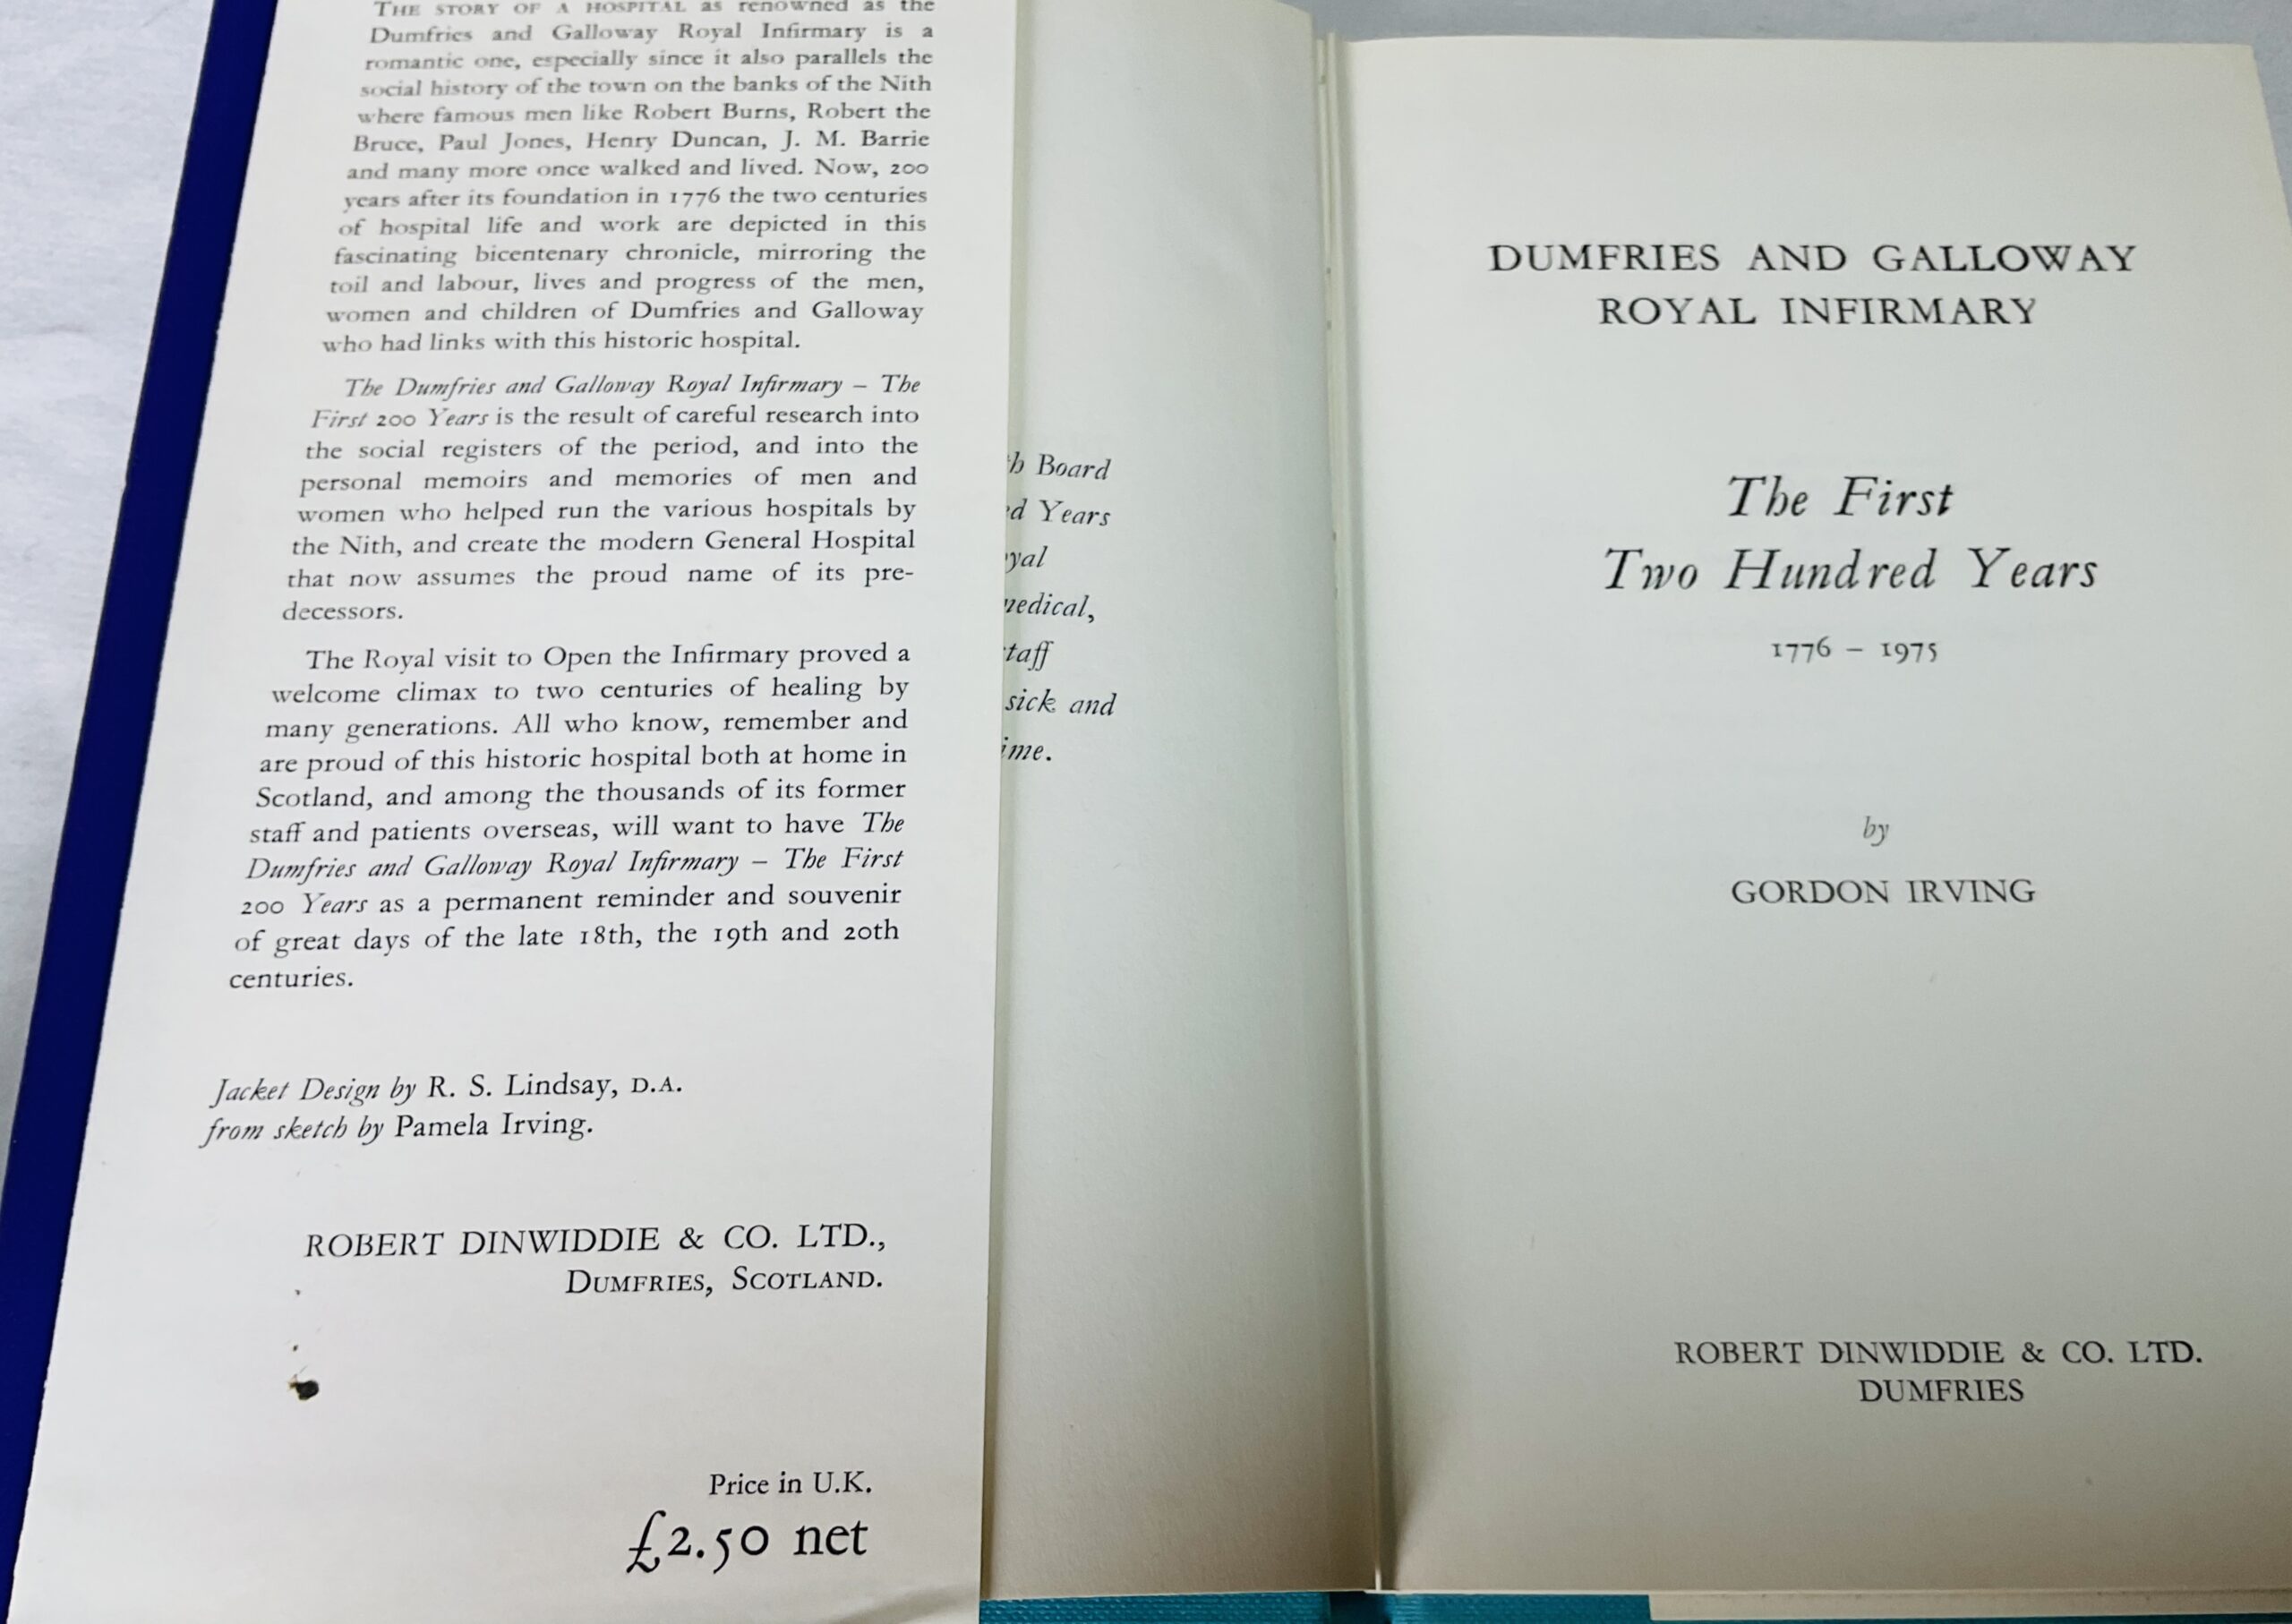 THE STORY OF A HOSPITAL as renowned as the
Dumfries and Galloway Royal Infirmary is a
romantic one, especially since it also parallels the
social history of the town on the banks of the Nith
where famous men like Robert Burns, Robert the
Bruce, Paul Jones, Henry Duncan, J. M. Barrie
and many more once walked and lived. Now, 200
years after its foundation in 1776 the two centuries
of hospital life and work are depicted in this
fascinating bicentenary chronicle, mirroring the
toil and labour, lives and progress of the men,
women and children of Dumfries and Galloway
who had links with this historic hospital.
The Dumfries and Galloway Royal Infirmary – The
First 200 Years is the result of careful research into
the social registers of the period, and into the
personal memoirs and memories of men and
women who helped run the various hospitals by
the Nith, and create the modern General Hospital
that now assumes the proud name of its pre-
decessors.
The Royal visit to Open the Infirmary proved a
welcome climax to two centuries of healing by
many generations. All who know, remember and
are proud of this historic hospital both at home in
Scotland, and among the thousands of its former
staff and patients overseas, will want to have The
Dumfries and Galloway Royal Infirmary – The First
200 Years as a permanent reminder and souvenir
of great days of the late 18th, the 19th and 20th
centuries.
Jacket Design by R. S. Lindsay, D.A.
from sketch by Pamela Irving.
ROBERT DINWIDDIE & CO. LTD.,
DUMFRIES, SCOTLAND.
Price in U.K.
£2.50 net
Board
Years
sick and
DUMFRIES AND GALLOWAY
ROYAL INFIRMARY
The First
Two Hundred Years
1776 – 1975
by
GORDON IRVING
ROBERT DINWIDDIE & CO. LTD.
DUMFRIES